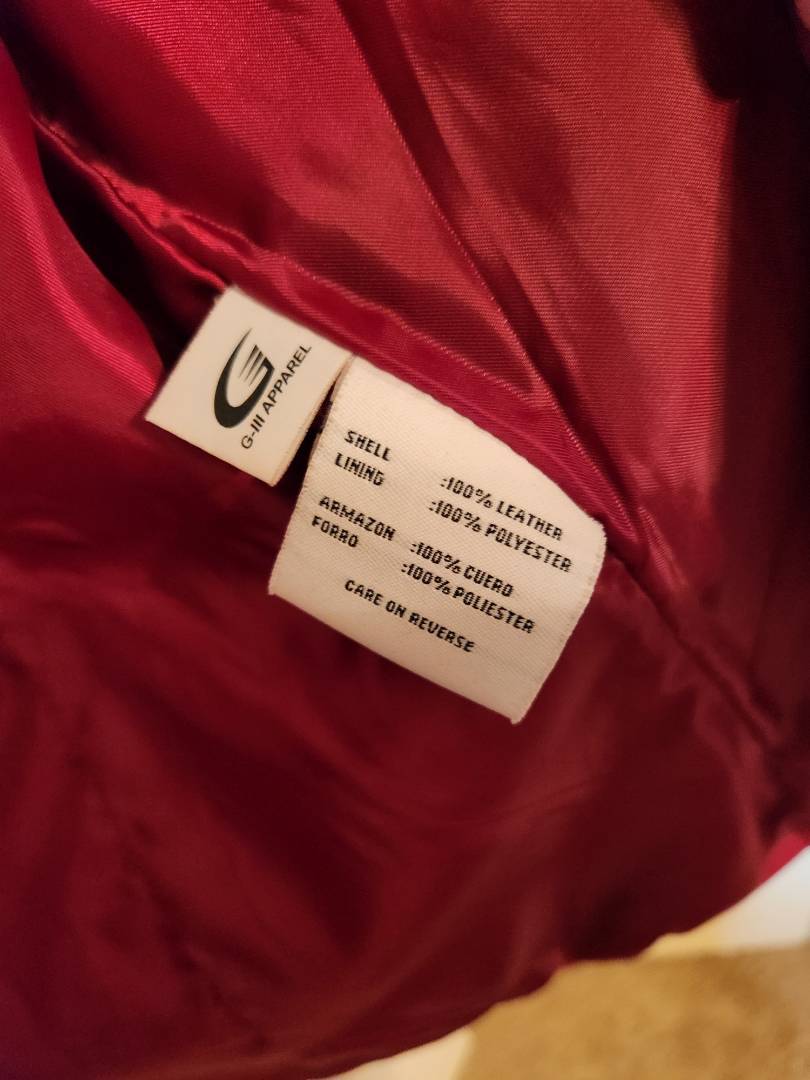 G-III APPAREL
SHELL :100% LEATHER
LINING :100% POLYESTER
ARMAZON :100% CUERO
FORRO :100% POLIESTER
CARE ON REVERSE